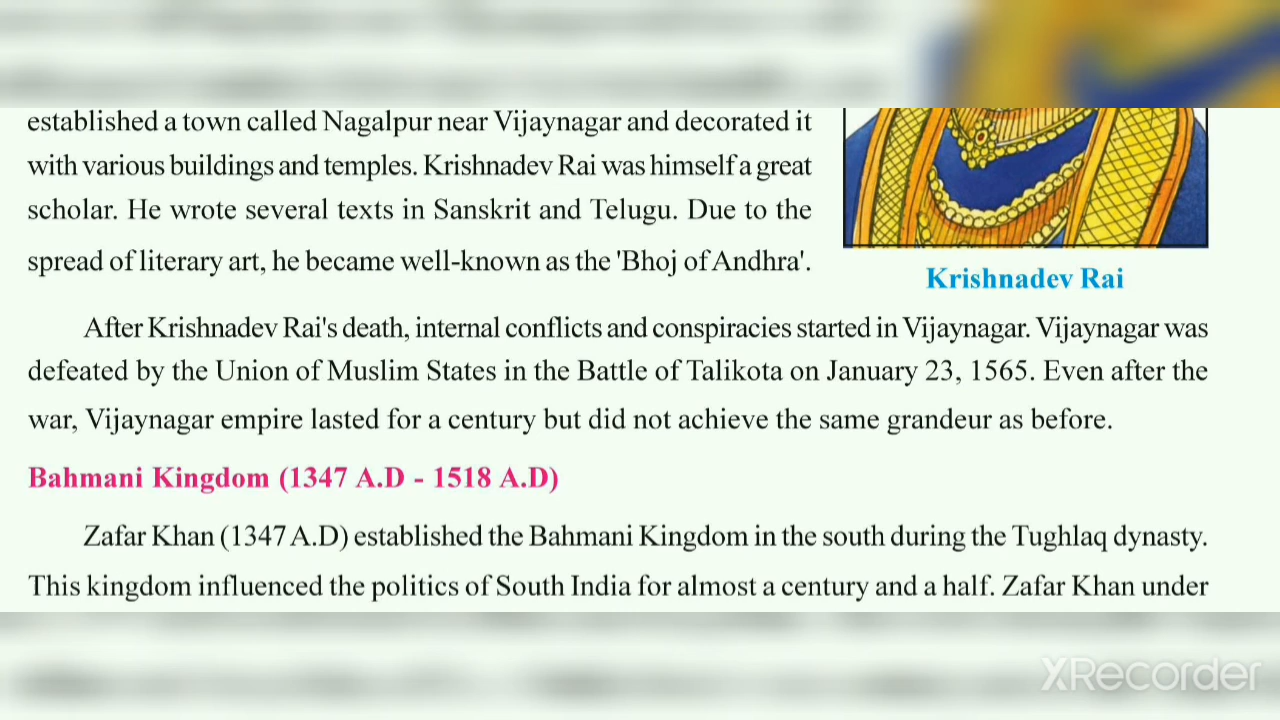 established a town called Nagalpur near Vijaynagar and decorated it
with various buildings and temples. Krishnadev Rai was himself a great
scholar. He wrote several texts in Sanskrit and Telugu. Due to the
spread of literary art, he became well-known as the 'Bhoj of Andhra'.
Krishnadev Rai
After Krishnadev Rai's death, internal conflicts and conspiracies started in Vijaynagar. Vijaynagar was
defeated by the Union of Muslim States in the Battle of Talikota on January 23, 1565. Even after the
war, Vijaynagar empire lasted for a century but did not achieve the same grandeur as before.
Bahmani Kingdom (1347 A.D - 1518 A.D)
Zafar Khan (1347 A.D) established the Bahmani Kingdom in the south during the Tughlaq dynasty.
This kingdom influenced the politics of South India for almost a century and a half. Zafar Khan under
XRecorder